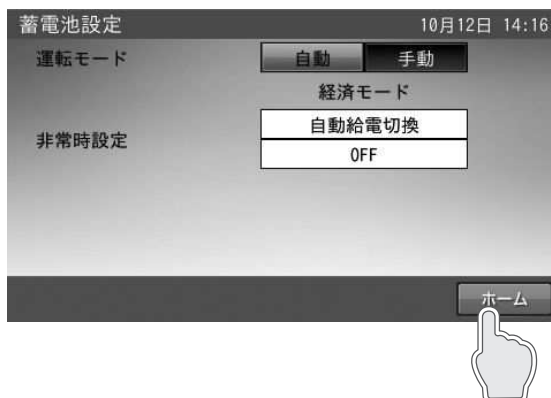 蓄電池設定 10月12日 14:16
運転モード 自動 手動
経済モード
非常時設定 自動給電切換
OFF
ホーム